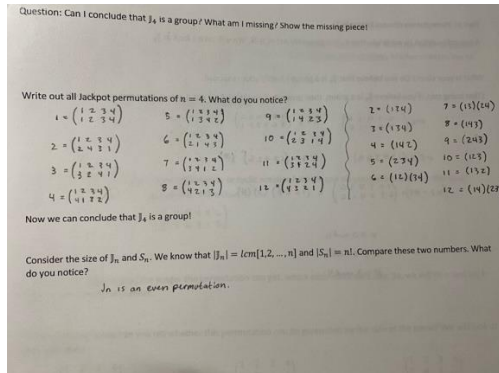 Question: Can I conclude that J₄ is a group? What am I missing? Show the missing piece!
Write out all Jackpot permutations of n = 4. What do you notice?
1 = (1 2 3 4 / 1 2 3 4)
5 = (1 2 3 4 / 1 3 4 2)
9 = (1 2 3 4 / 1 4 2 3)
2 = (1 2 3 4 / 2 4 3 1)
6 = (1 2 3 4 / 2 1 4 3)
10 = (1 2 3 4 / 2 3 1 4)
3 = (1 2 3 4 / 3 2 4 1)
7 = (1 2 3 4 / 3 4 1 2)
11 = (1 2 3 4 / 3 1 2 4)
4 = (1 2 3 4 / 4 1 3 2)
8 = (1 2 3 4 / 4 2 1 3)
12 = (1 2 3 4 / 4 3 2 1)
2 = (124)
7 = (13)(24)
3 = (134)
8 = (143)
4 = (142)
9 = (243)
5 = (234)
10 = (123)
6 = (12)(34)
11 = (132)
12 = (14)(23
Now we can conclude that J₄ is a group!
Consider the size of Jₙ and Sₙ. We know that |Jₙ| = lcm[1,2, ..., n] and |Sₙ| = n!. Compare these two numbers. What
do you notice?
Jn is an even permutation.